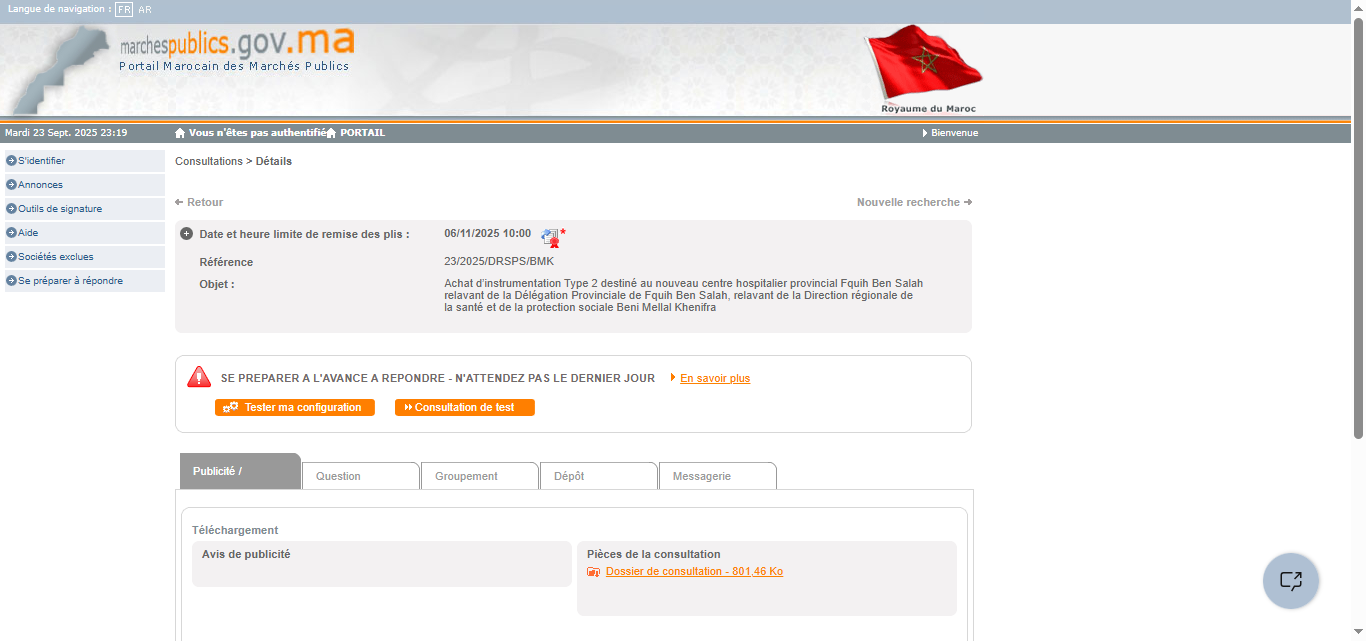 Langue de navigation : FR AR
marchespublics.gov.ma
Portail Marocain des Marchés Publics
Royaume du Maroc
Mardi 23 Sept. 2025 23:19
Vous n'êtes pas authentifié PORTAIL
Bienvenue
S'identifier
Annonces
Outils de signature
Aide
Sociétés exclues
Se préparer à répondre
Consultations > Détails
Retour
Nouvelle recherche
Date et heure limite de remise des plis : 06/11/2025 10:00 *
Référence 23/2025/DRSPS/BMK
Objet : Achat d'instrumentation Type 2 destiné au nouveau centre hospitalier provincial Fquih Ben Salah
relavant de la Délégation Provinciale de Fquih Ben Salah, relavant de la Direction régionale de
la santé et de la protection sociale Beni Mellal Khenifra
SE PREPARER A L'AVANCE A REPONDRE - N'ATTENDEZ PAS LE DERNIER JOUR En savoir plus
Tester ma configuration
Consultation de test
Publicité /
Question
Groupement
Dépôt
Messagerie
Téléchargement
Avis de publicité
Pièces de la consultation
Dossier de consultation - 801,46 Ko